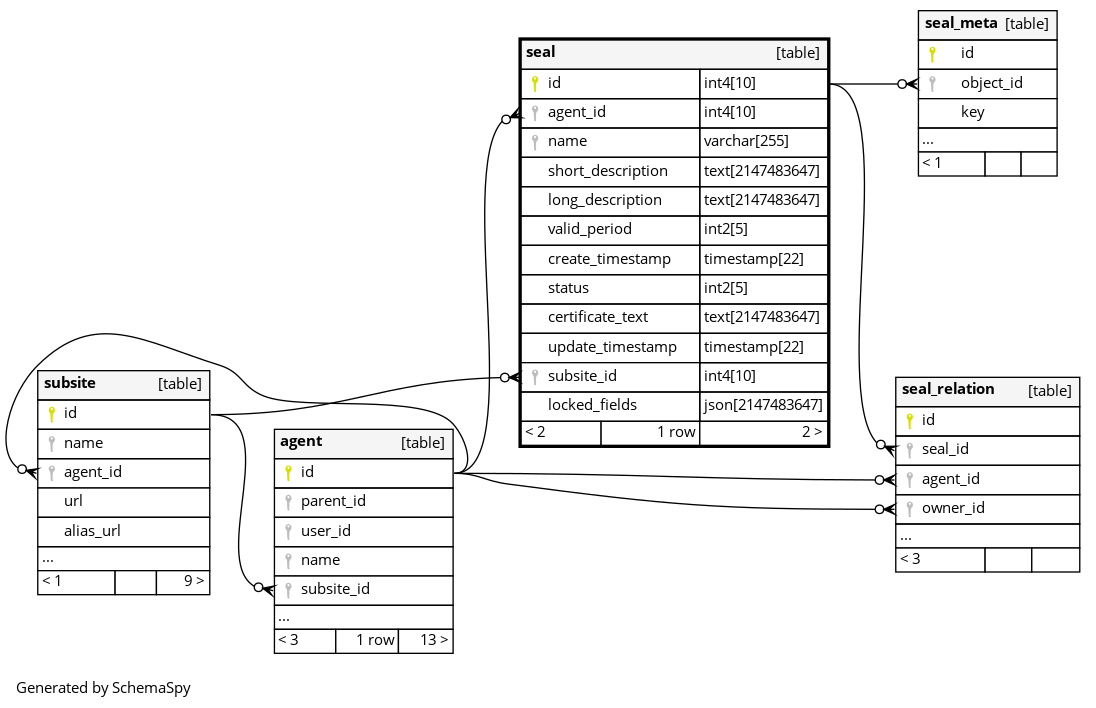 seal_meta [table]
id
object_id
key
...
< 1
seal [table]
id int4[10]
agent_id int4[10]
name varchar[255]
short_description text[2147483647]
long_description text[2147483647]
valid_period int2[5]
create_timestamp timestamp[22]
status int2[5]
certificate_text text[2147483647]
update_timestamp timestamp[22]
subsite_id int4[10]
locked_fields json[2147483647]
< 2 1 row 2 >
subsite [table]
id
name
agent_id
url
alias_url
...
< 1 9 >
agent [table]
id
parent_id
user_id
name
subsite_id
...
< 3 1 row 13 >
seal_relation [table]
id
seal_id
agent_id
owner_id
...
< 3
Generated by SchemaSpy